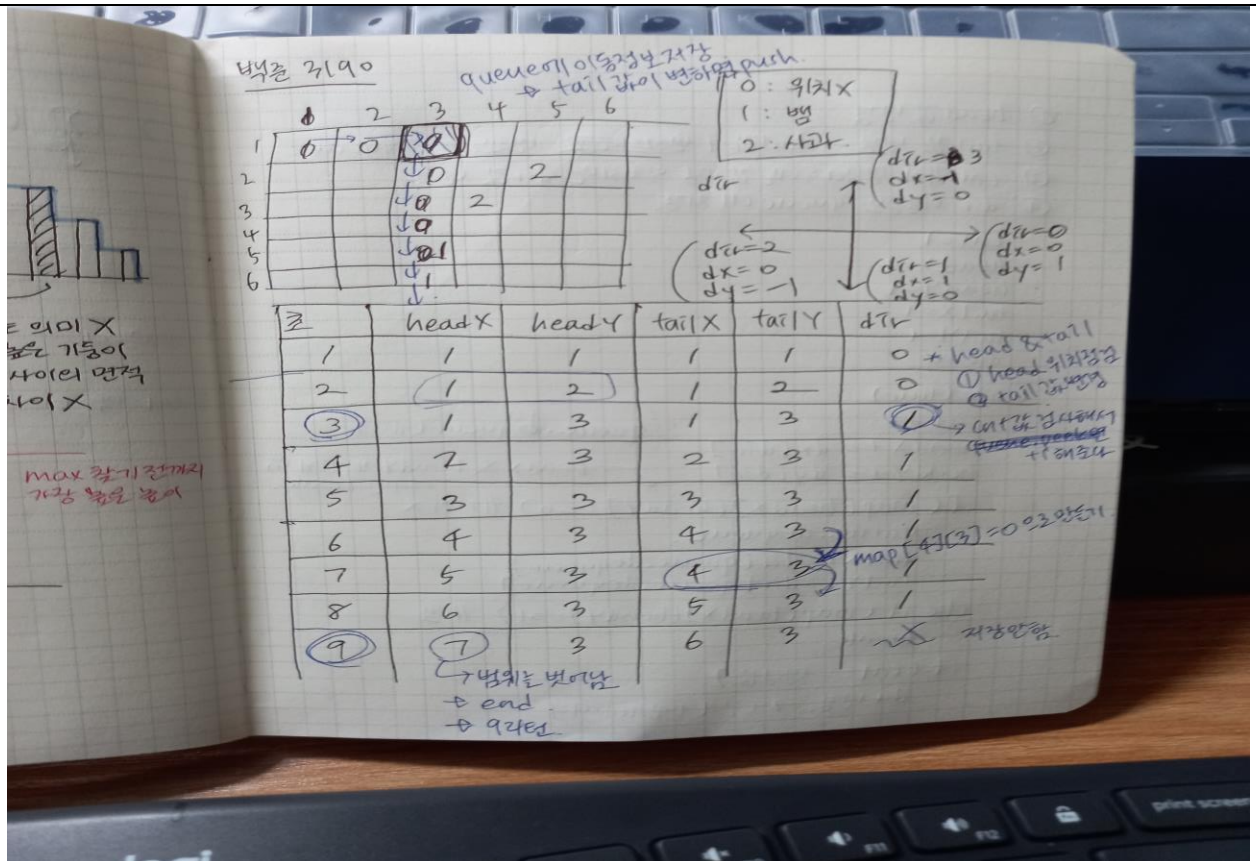 백준 3190
queue에 이동정보 저장
→ tail 값이 변하면 push.
0 : 위치X
1 : 뱀
2 : 사과.
1 2 3 4 5 6
1 0 0 0
2 0 2
3 0 2
4 0
5 0 1
6 1
dir
dir=3
dx=-1
dy=0
dir=0
dx=0
dy=1
dir=2
dx=0
dy=-1
dir=1
dx=1
dy=0
초 headX headY tailX tailY dir
1 1 1 1 1 0
2 1 2 1 2 0
3 1 3 1 3 1
4 2 3 2 3 1
5 3 3 3 3 1
6 4 3 4 3 1
7 5 3 4 3 1
8 6 3 5 3 1
9 7 3 6 3 X 저장안함
* head & tail
① head 위치점검
② tail 값 변경
→ cnt값 검사해서
+1 해준다
map[4][3]=0 으로 만들기
→ 범위를 벗어남
→ end.
→ 9리턴
의미 X
높은 기둥이
사이의 면적
사이 X
max 찾기 전까지
가장 높은 높이
print screen
F11
F12